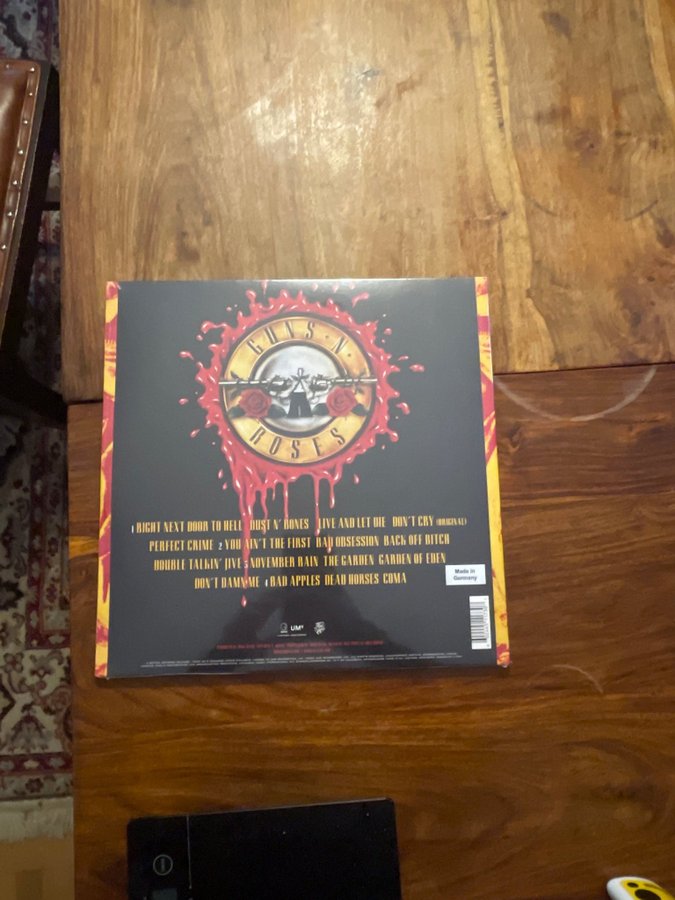 GUNS N'
ROSES
1 RIGHT NEXT DOOR TO HELL DUST N' BONES LIVE AND LET DIE DON'T CRY (ORIGINAL)
PERFECT CRIME 2 YOU AIN'T THE FIRST BAD OBSESSION BACK OFF BITCH
DOUBLE TALKIN' JIVE 3 NOVEMBER RAIN THE GARDEN GARDEN OF EDEN
DON'T DAMN ME 4 BAD APPLES DEAD HORSES COMA
Made in
Germany
UMe